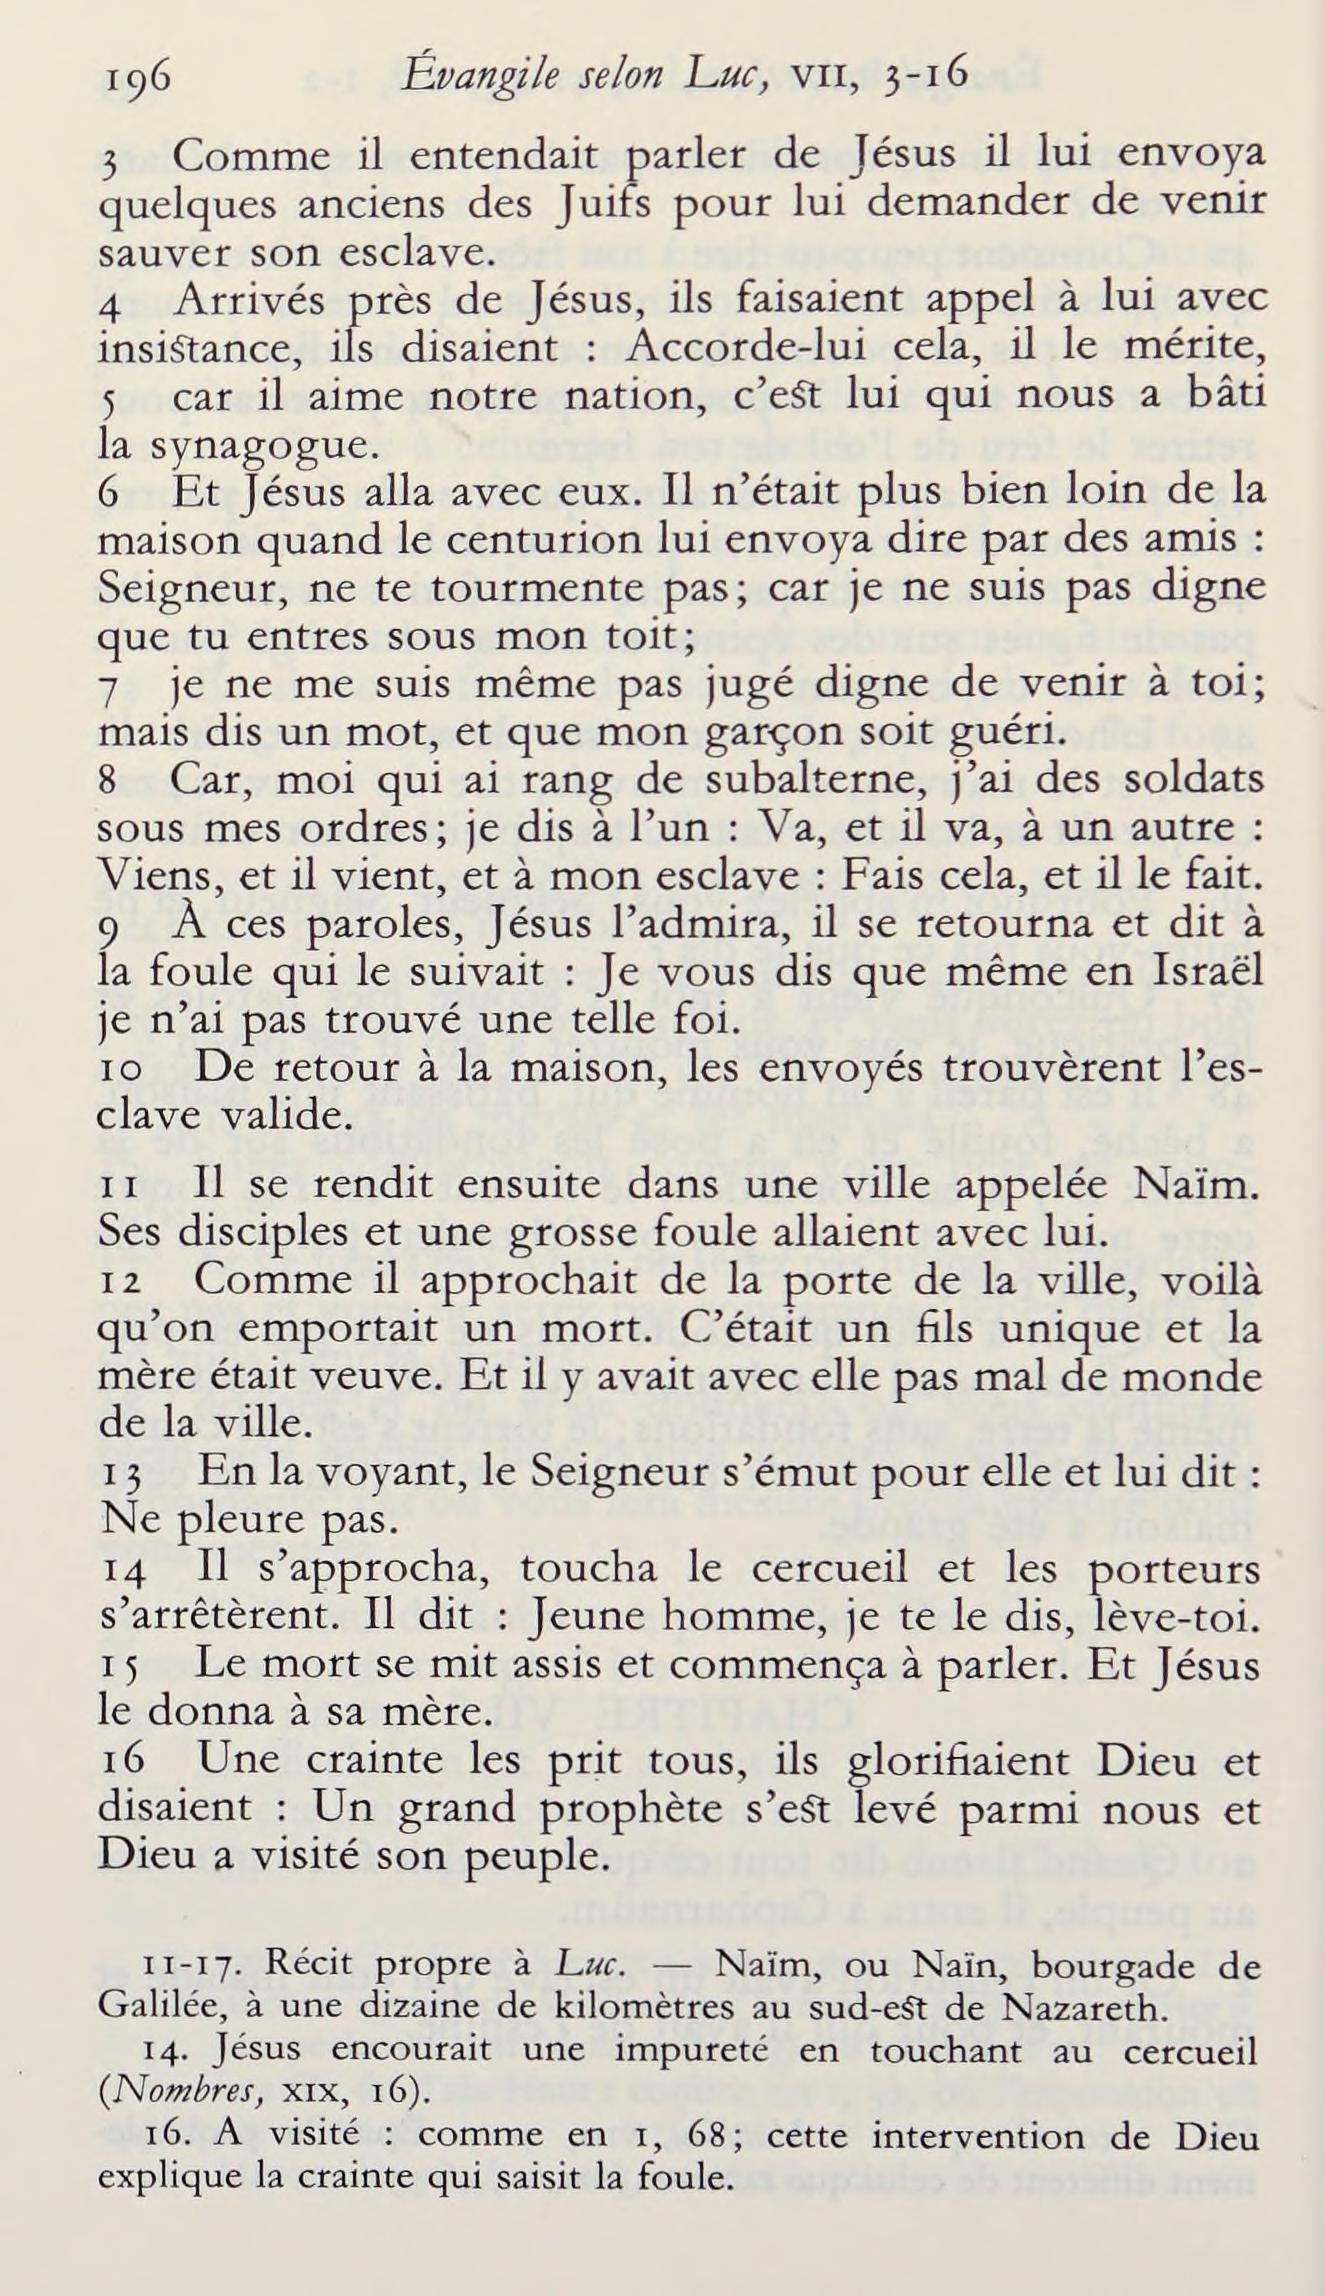 196 Évangile selon Luc, VII, 3-16
3 Comme il entendait parler de Jésus il lui envoya
quelques anciens des Juifs pour lui demander de venir
sauver son esclave.
4 Arrivés près de Jésus, ils faisaient appel à lui avec
insistance, ils disaient : Accorde-lui cela, il le mérite,
5 car il aime notre nation, c'est lui qui nous a bâti
la synagogue.
6 Et Jésus alla avec eux. Il n'était plus bien loin de la
maison quand le centurion lui envoya dire par des amis :
Seigneur, ne te tourmente pas; car je ne suis pas digne
que tu entres sous mon toit;
7 je ne me suis même pas jugé digne de venir à toi;
mais dis un mot, et que mon garçon soit guéri.
8 Car, moi qui ai rang de subalterne, j'ai des soldats
sous mes ordres; je dis à l'un : Va, et il va, à un autre :
Viens, et il vient, et à mon esclave : Fais cela, et il le fait.
9 À ces paroles, Jésus l'admira, il se retourna et dit à
la foule qui le suivait : Je vous dis que même en Israël
je n'ai pas trouvé une telle foi.
10 De retour à la maison, les envoyés trouvèrent l'es-
clave valide.
11 Il se rendit ensuite dans une ville appelée Naïm.
Ses disciples et une grosse foule allaient avec lui.
12 Comme il approchait de la porte de la ville, voilà
qu'on emportait un mort. C'était un fils unique et la
mère était veuve. Et il y avait avec elle pas mal de monde
de la ville.
13 En la voyant, le Seigneur s'émut pour elle et lui dit :
Ne pleure pas.
14 Il s'approcha, toucha le cercueil et les porteurs
s'arrêtèrent. Il dit : Jeune homme, je te le dis, lève-toi.
15 Le mort se mit assis et commença à parler. Et Jésus
le donna à sa mère.
16 Une crainte les prit tous, ils glorifiaient Dieu et
disaient : Un grand prophète s'est levé parmi nous et
Dieu a visité son peuple.
11-17. Récit propre à Luc. — Naïm, ou Naïn, bourgade de
Galilée, à une dizaine de kilomètres au sud-est de Nazareth.
14. Jésus encourait une impureté en touchant au cercueil
(Nombres, XIX, 16).
16. A visité : comme en I, 68; cette intervention de Dieu
explique la crainte qui saisit la foule.